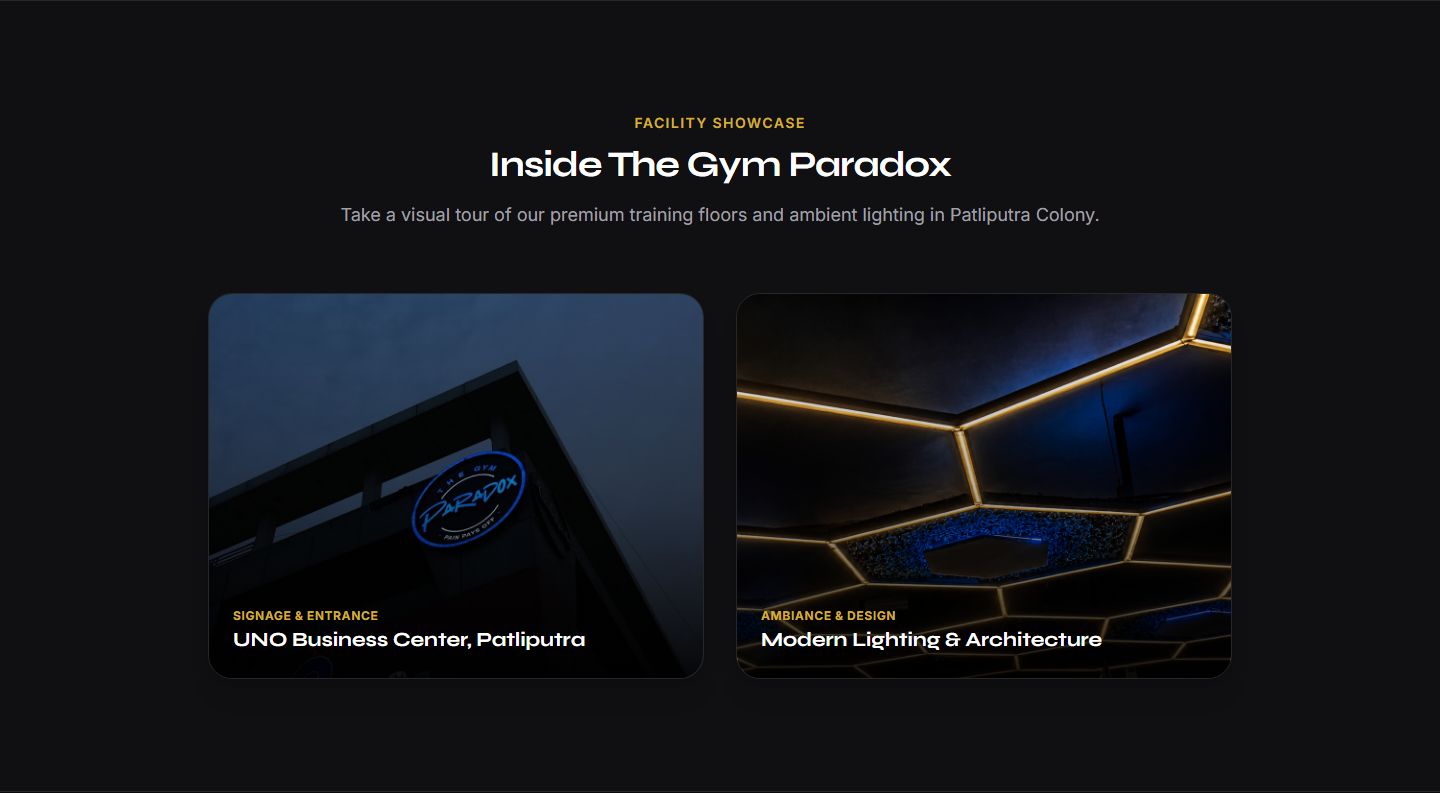 FACILITY SHOWCASE
Inside The Gym Paradox
Take a visual tour of our premium training floors and ambient lighting in Patliputra Colony.
THE GYM
PARADOX
PAIN PAYS OFF
SIGNAGE & ENTRANCE
UNO Business Center, Patliputra
AMBIANCE & DESIGN
Modern Lighting & Architecture